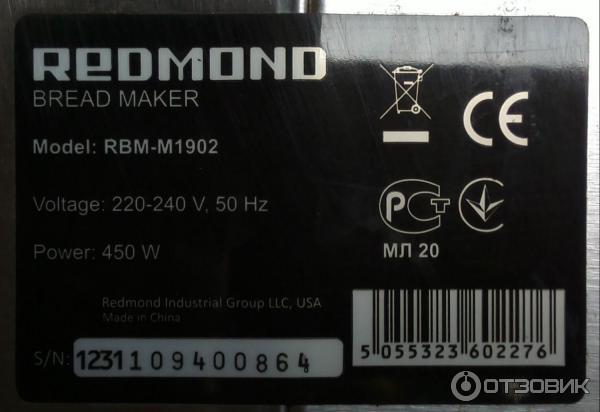 REDMOND
BREAD MAKER
Model: RBM-M1902
Voltage: 220-240 V, 50 Hz
Power: 450 W
CE
РСТ
МЛ 20
Redmond Industrial Group LLC, USA
Made in China
S/N: 1231109400864
5 055323 602276
ОТЗОВИК